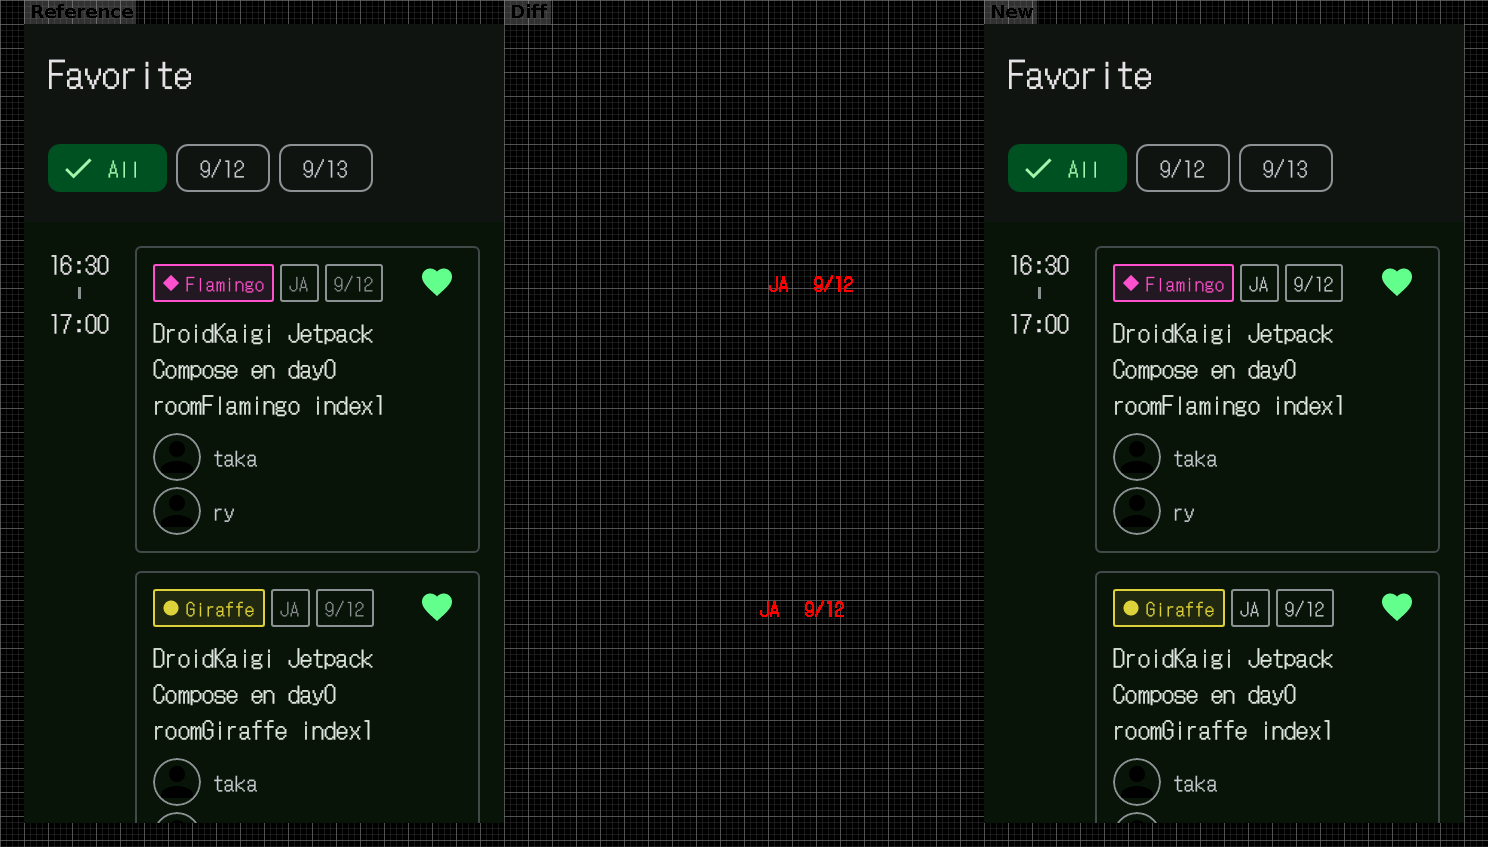 Reference
Favorite
All 9/12 9/13
16:30
17:00
Flamingo JA 9/12
DroidKaigi Jetpack
Compose en day0
roomFlamingo index1
taka
ry
Giraffe JA 9/12
DroidKaigi Jetpack
Compose en day0
roomGiraffe index1
taka
Diff
JA 9/12
JA 9/12
New
Favorite
All 9/12 9/13
16:30
17:00
Flamingo JA 9/12
DroidKaigi Jetpack
Compose en day0
roomFlamingo index1
taka
ry
Giraffe JA 9/12
DroidKaigi Jetpack
Compose en day0
roomGiraffe index1
taka